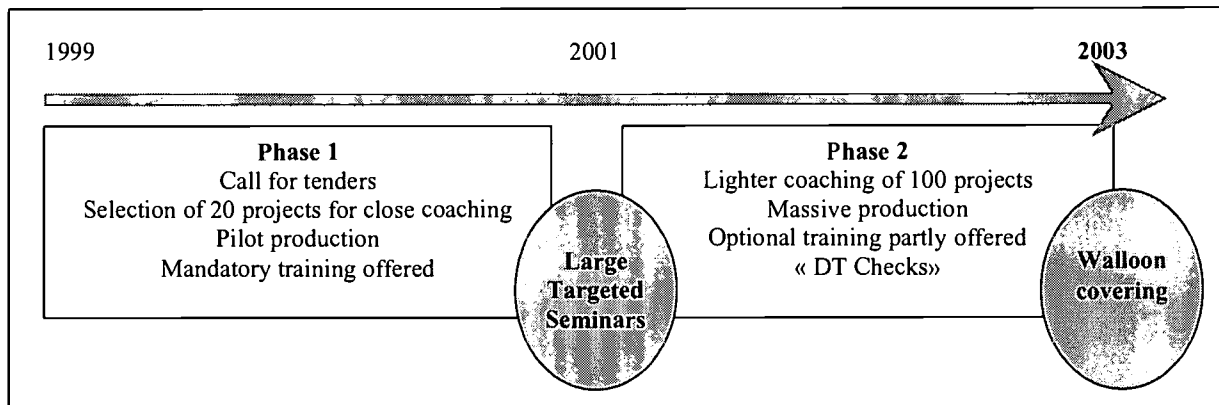 1999 2001 2003
Phase 1
Call for tenders
Selection of 20 projects for close coaching
Pilot production
Mandatory training offered
Large
Targeted
Seminars
Phase 2
Lighter coaching of 100 projects
Massive production
Optional training partly offered
« DT Checks»
Walloon
covering